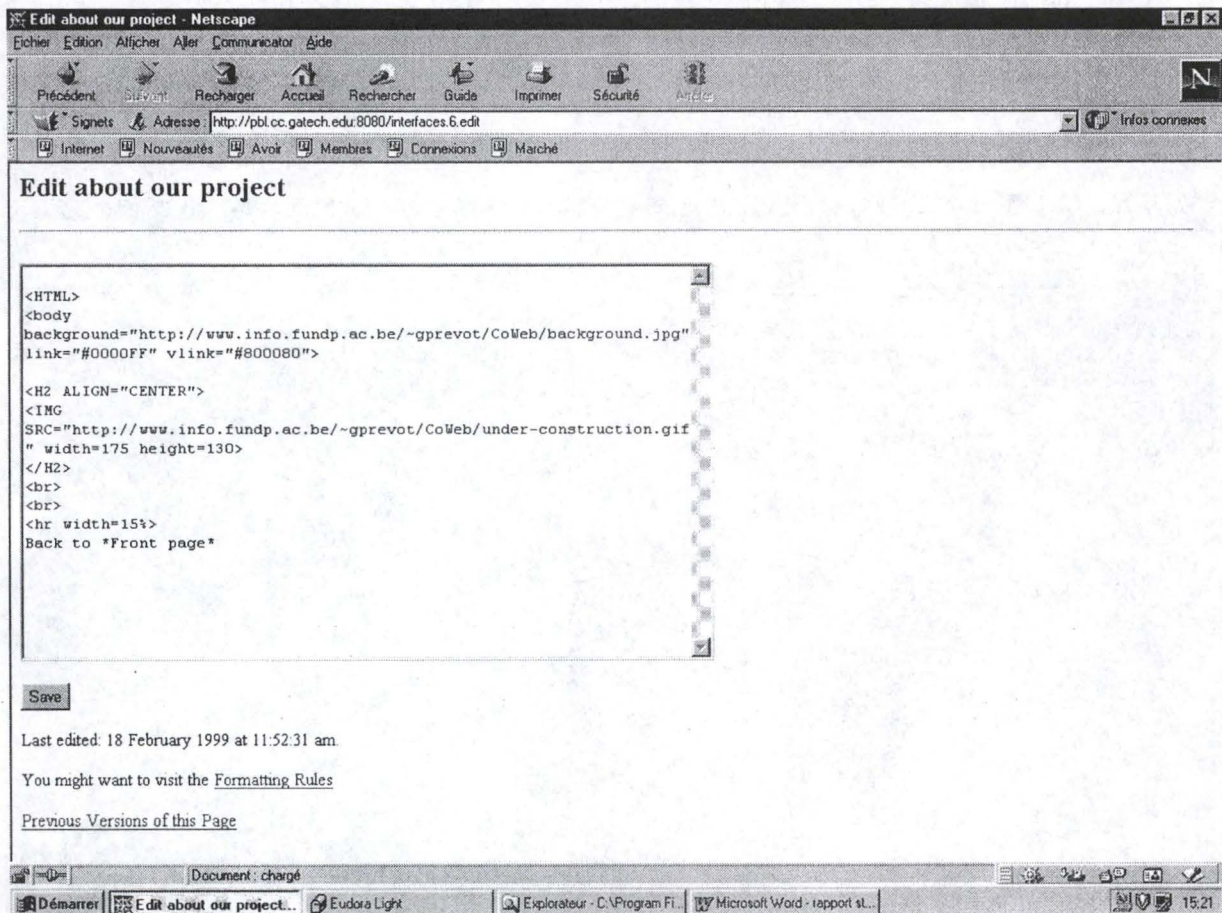 Edit about our project - Netscape
Fichier Edition Afficher Aller Communicator Aide
Précédent Suivant Recharger Accueil Rechercher Guide Imprimer Sécurité Arrêter
N
Signets Adresse : http://pbl.cc.gatech.edu:8080/interfaces.6.edit Infos connexes
Internet Nouveautés Avoir Membres Connexions Marché
Edit about our project
<HTML>
<body
background="http://www.info.fundp.ac.be/~gprevot/CoWeb/background.jpg"
link="#0000FF" vlink="#800080">
<H2 ALIGN="CENTER">
<IMG
SRC="http://www.info.fundp.ac.be/~gprevot/CoWeb/under-construction.gif
" width=175 height=130>
</H2>
<br>
<br>
<hr width=15%>
Back to *Front page*
Save
Last edited: 18 February 1999 at 11:52:31 am.
You might want to visit the Formatting Rules
Previous Versions of this Page
Document : chargé
Démarrer Edit about our project... Eudora Light Explorateur - C:\Program Fi... Microsoft Word - rapport st... 15:21